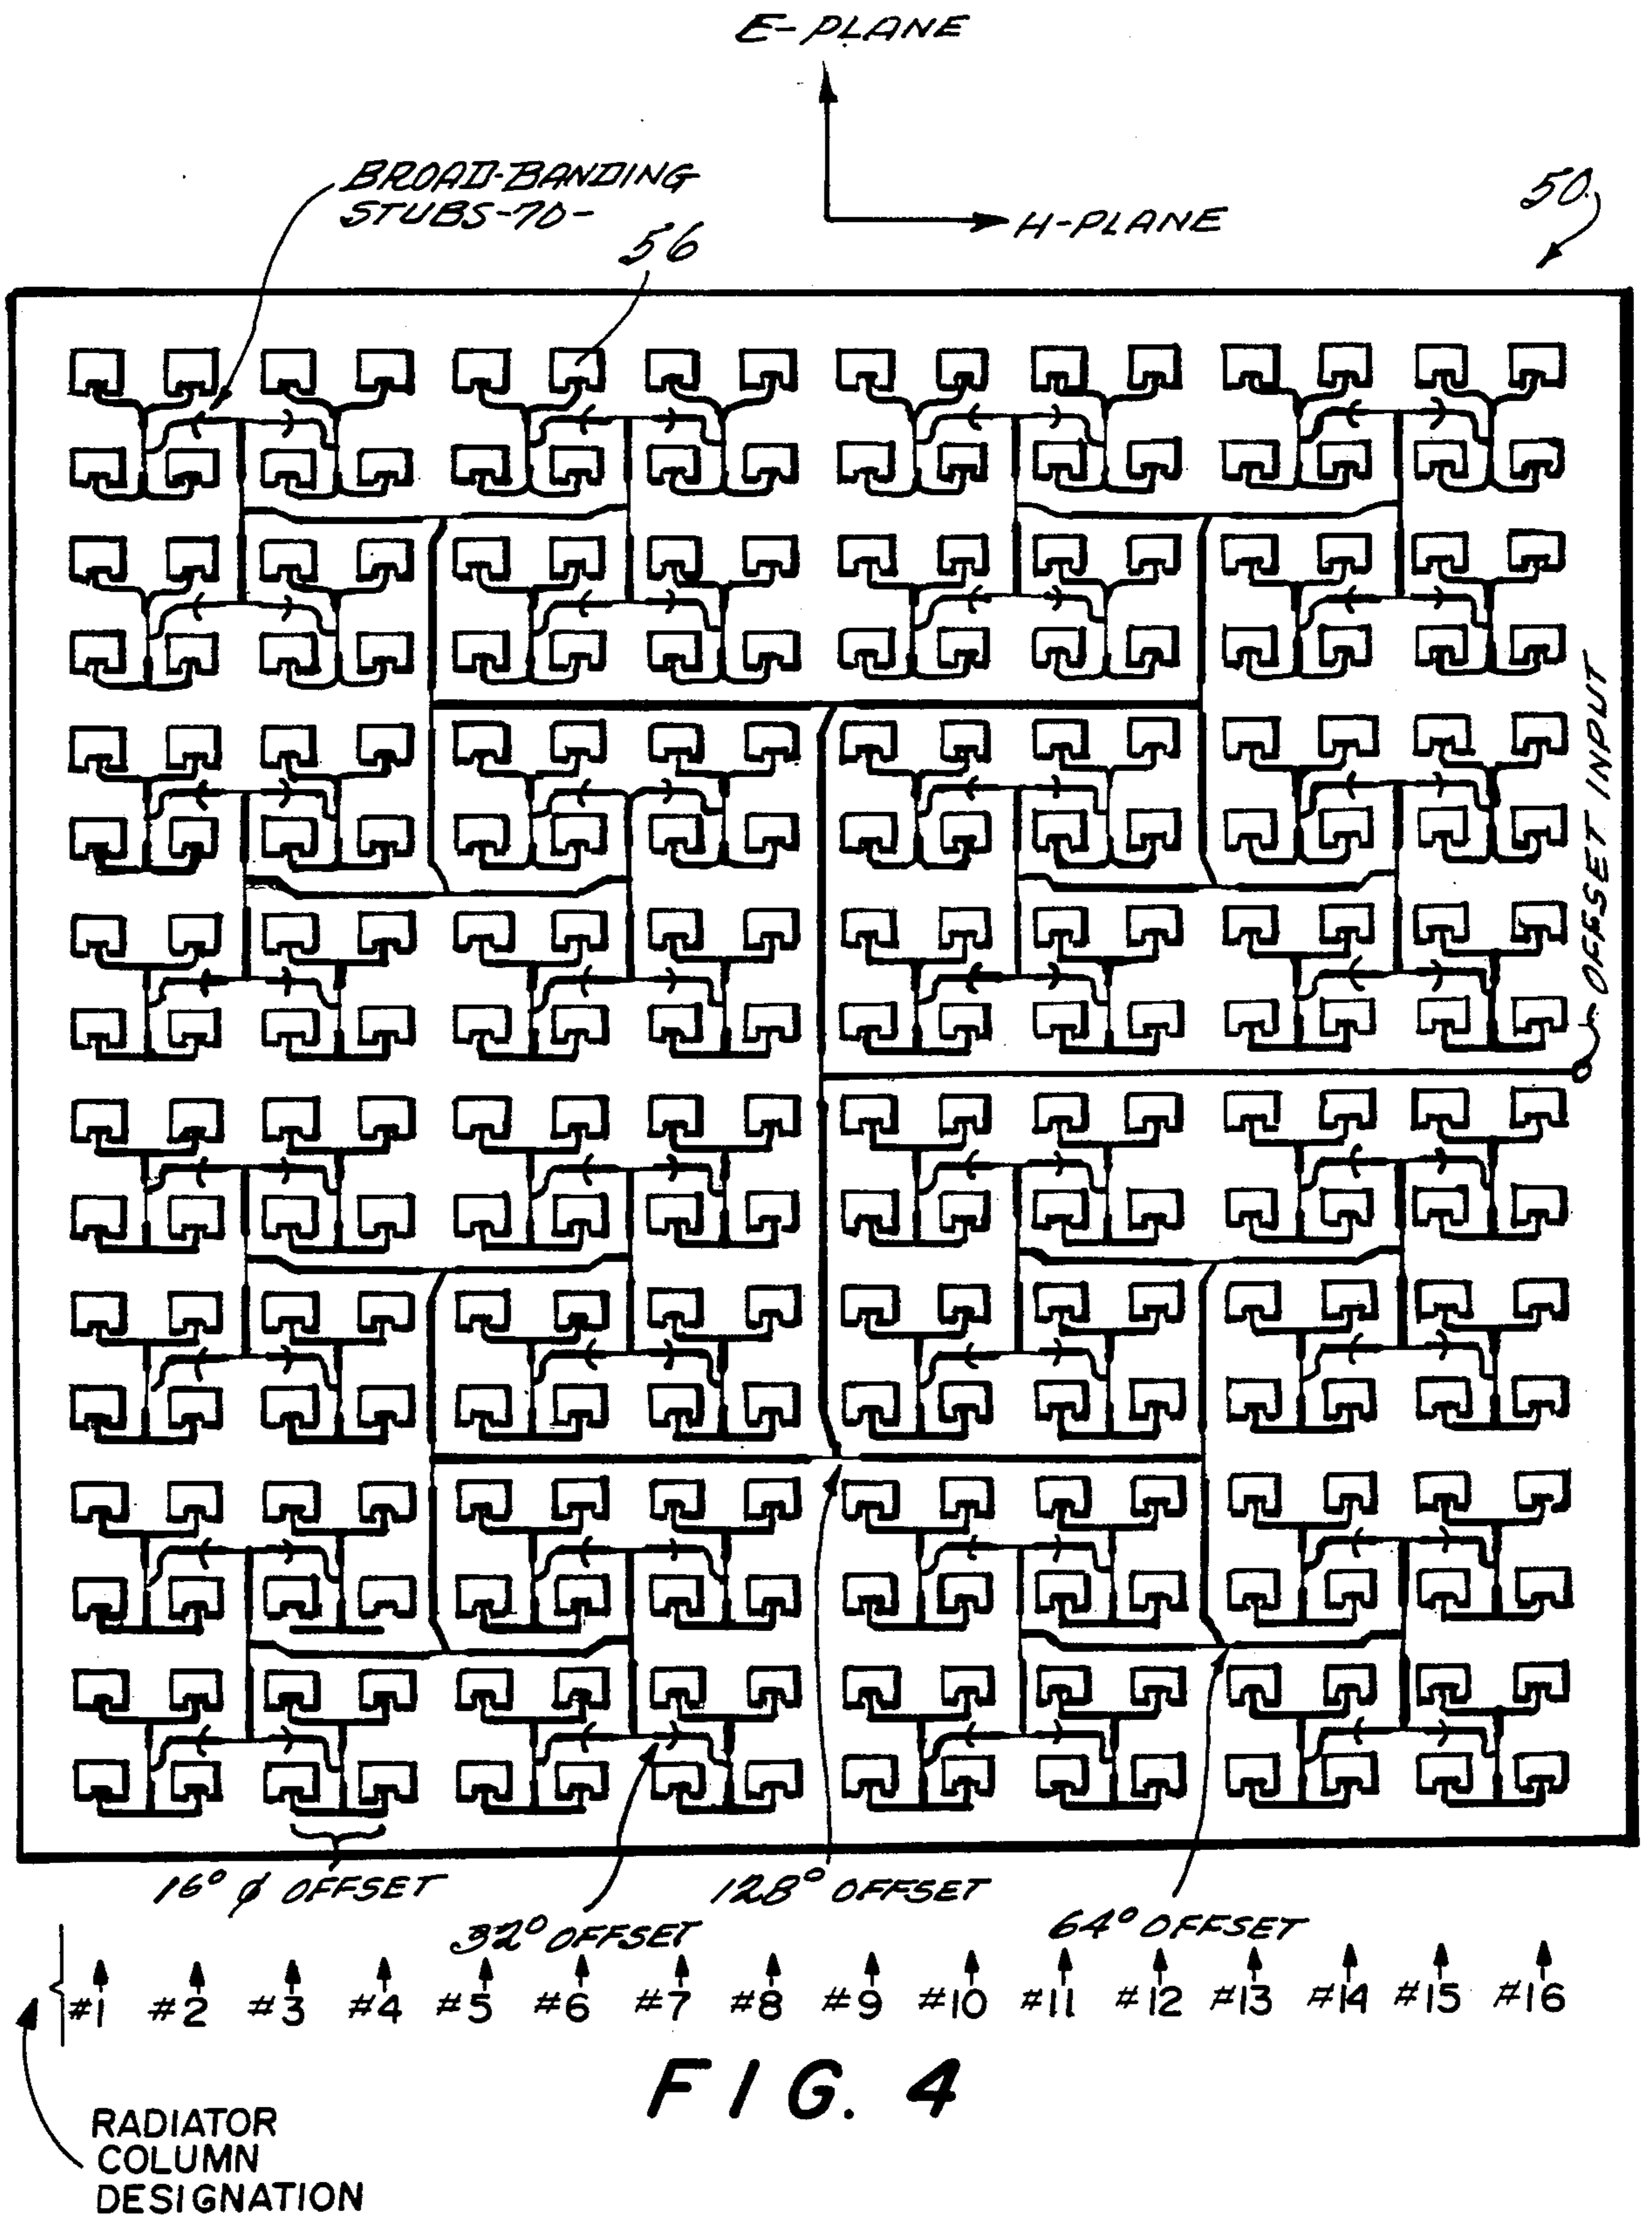 E-PLANE
BROAD-BANDING
STUBS-70-
56
H-PLANE
50
OFFSET INPUT
16° ϕ OFFSET
32° OFFSET
128° OFFSET
64° OFFSET
#1 #2 #3 #4 #5 #6 #7 #8 #9 #10 #11 #12 #13 #14 #15 #16
FIG. 4
RADIATOR
COLUMN
DESIGNATION